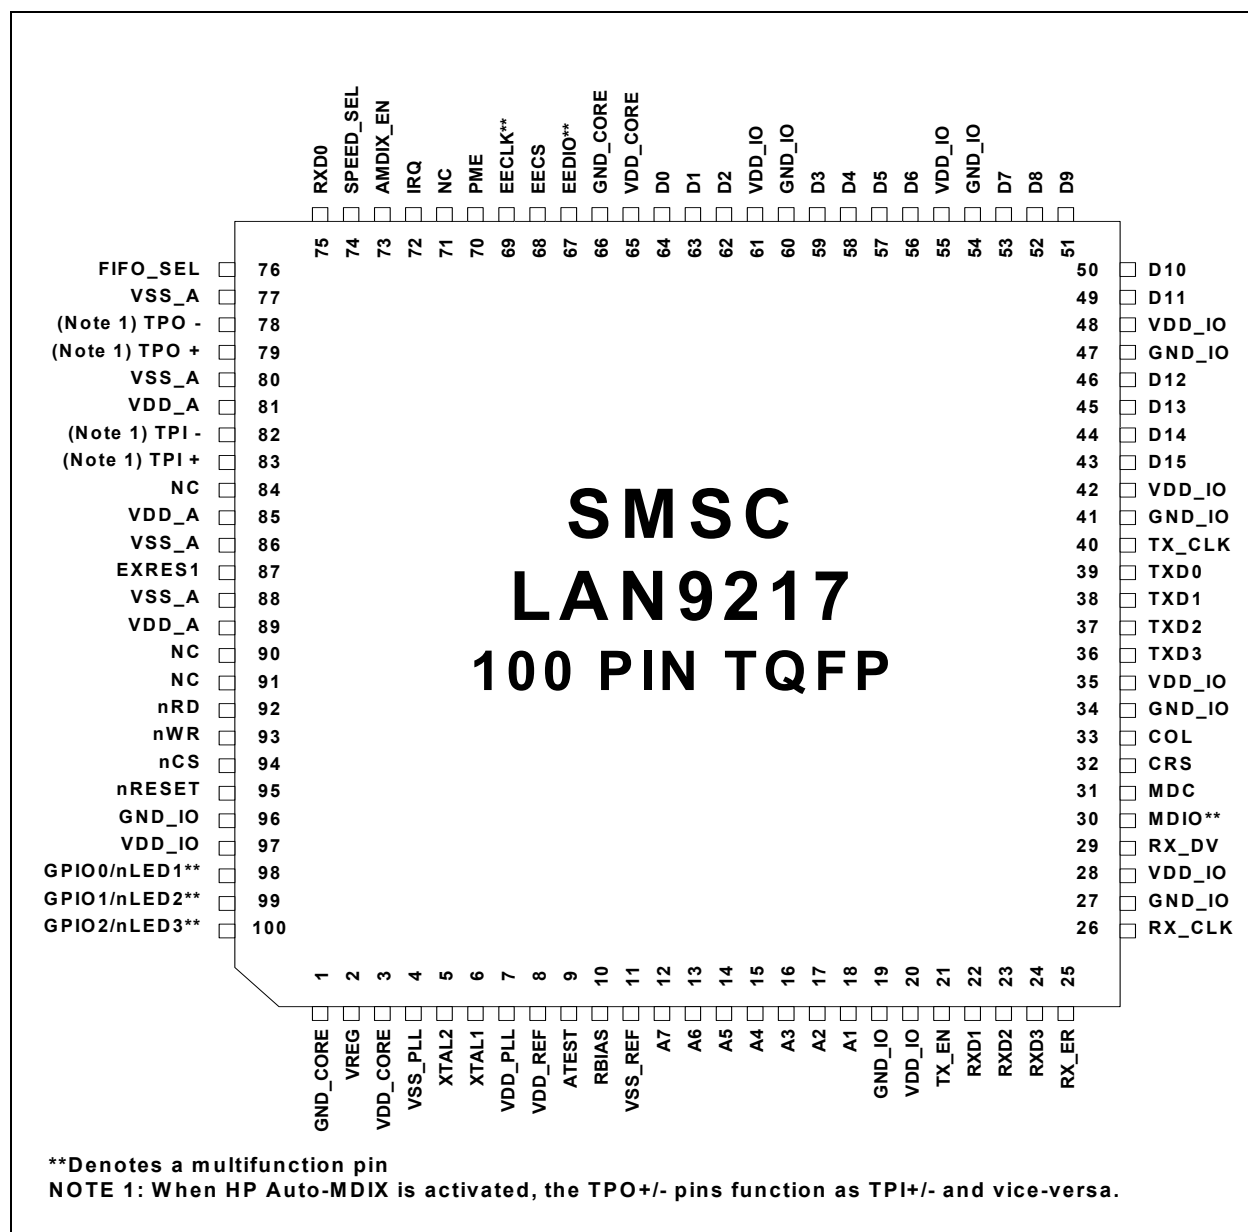 RXD0
SPEED_SEL
AMDIX_EN
IRQ
NC
PME
EECLK**
EECS
EEDIO**
GND_CORE
VDD_CORE
D0
D1
D2
VDD_IO
GND_IO
D3
D4
D5
D6
VDD_IO
GND_IO
D7
D8
D9
75
74
73
72
71
70
69
68
67
66
65
64
63
62
61
60
59
58
57
56
55
54
53
52
51
FIFO_SEL 76
VSS_A 77
(Note 1) TPO - 78
(Note 1) TPO + 79
VSS_A 80
VDD_A 81
(Note 1) TPI - 82
(Note 1) TPI + 83
NC 84
VDD_A 85
VSS_A 86
EXRES1 87
VSS_A 88
VDD_A 89
NC 90
NC 91
nRD 92
nWR 93
nCS 94
nRESET 95
GND_IO 96
VDD_IO 97
GPIO0/nLED1** 98
GPIO1/nLED2** 99
GPIO2/nLED3** 100
SMSC
LAN9217
100 PIN TQFP
50 D10
49 D11
48 VDD_IO
47 GND_IO
46 D12
45 D13
44 D14
43 D15
42 VDD_IO
41 GND_IO
40 TX_CLK
39 TXD0
38 TXD1
37 TXD2
36 TXD3
35 VDD_IO
34 GND_IO
33 COL
32 CRS
31 MDC
30 MDIO**
29 RX_DV
28 VDD_IO
27 GND_IO
26 RX_CLK
1
2
3
4
5
6
7
8
9
10
11
12
13
14
15
16
17
18
19
20
21
22
23
24
25
GND_CORE
VREG
VDD_CORE
VSS_PLL
XTAL2
XTAL1
VDD_PLL
VDD_REF
ATEST
RBIAS
VSS_REF
A7
A6
A5
A4
A3
A2
A1
GND_IO
VDD_IO
TX_EN
RXD1
RXD2
RXD3
RX_ER
**Denotes a multifunction pin
NOTE 1: When HP Auto-MDIX is activated, the TPO+/- pins function as TPI+/- and vice-versa.